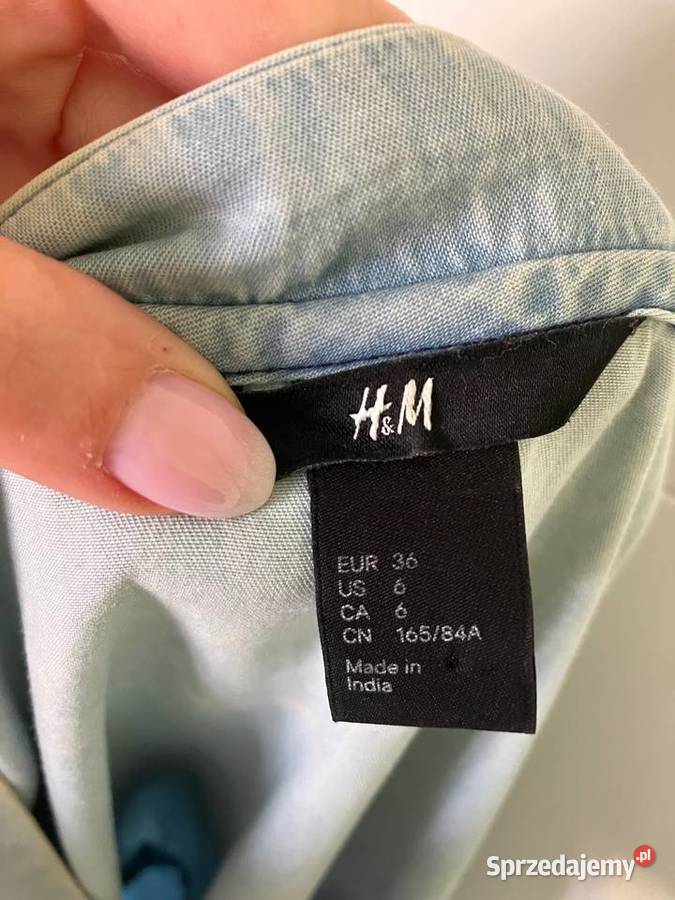 H&M
EUR 36
US 6
CA 6
CN 165/84A
Made in
India
Sprzedajemy.pl